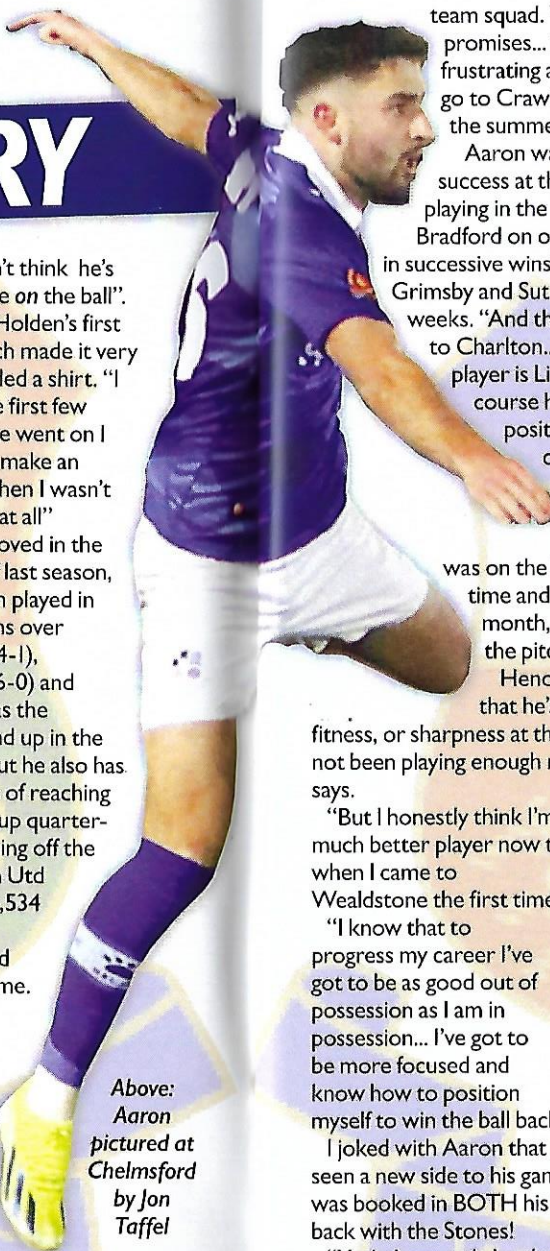 RY
't think he's
e on the ball".
Holden's first
ch made it very
led a shirt. "I
e first few
e went on I
make an
hen I wasn't
at all"
oved in the
last season,
n played in
ns over
4-1),
6-0) and
s the
d up in the
ut he also has
of reaching
up quarter-
ing off the
Utd
,534
d
me.
Above:
Aaron
pictured at
Chelmsford
by Jon
Taffel
team squad.
promises...
frustrating a
go to Craw
the summe
Aaron wa
success at th
playing in the
Bradford on o
in successive wins
Grimsby and Sut
weeks. "And th
to Charlton..
player is Li
course h
posit
was on the
time and
month,
the pitc
Henc
that he's
fitness, or sharpness at th
not been playing enough
says.
"But I honestly think I'm
much better player now t
when I came to
Wealdstone the first time
"I know that to
progress my career I've
got to be as good out of
possession as I am in
possession... I've got to
be more focused and
know how to position
myself to win the ball back
I joked with Aaron that
seen a new side to his gam
was booked in BOTH his
back with the Stones!